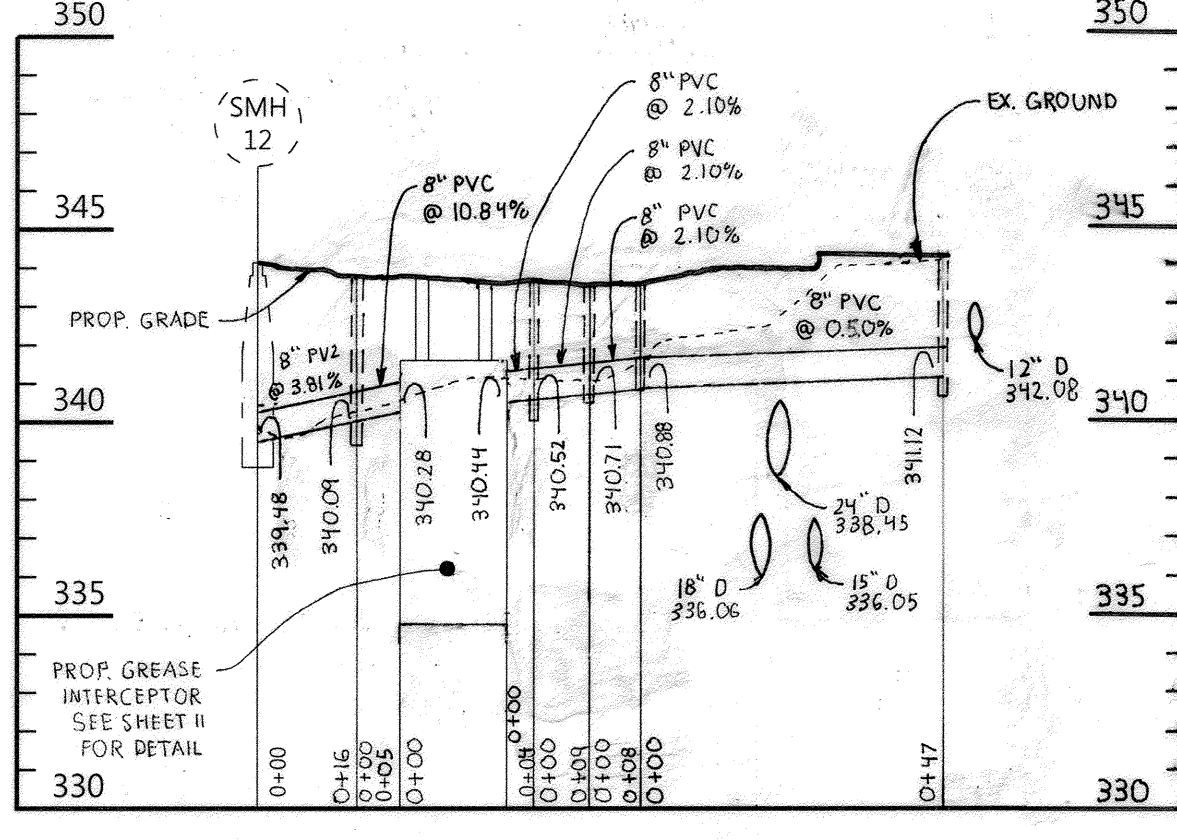 350
350
SMH
12
8" PVC
@ 2.10%
EX. GROUND
8" PVC
@ 2.10%
8" PVC
@ 10.84%
345
345
8" PVC
@ 2.10%
PROP. GRADE
8" PV2
@ 3.81%
8" PVC
@ 0.50%
12" D
342.08
340
340
339.48
340.09
340.28
340.44
340.52
340.71
340.88
341.12
24" D
338.45
18" D
336.06
15" D
336.05
335
335
PROP. GREASE
INTERCEPTOR
SEE SHEET 11
FOR DETAIL
0+00
0+16
0+00
0+05
0+00
0+00
0+04
0+00
0+09
0+00
0+08
0+00
0+47
330
330